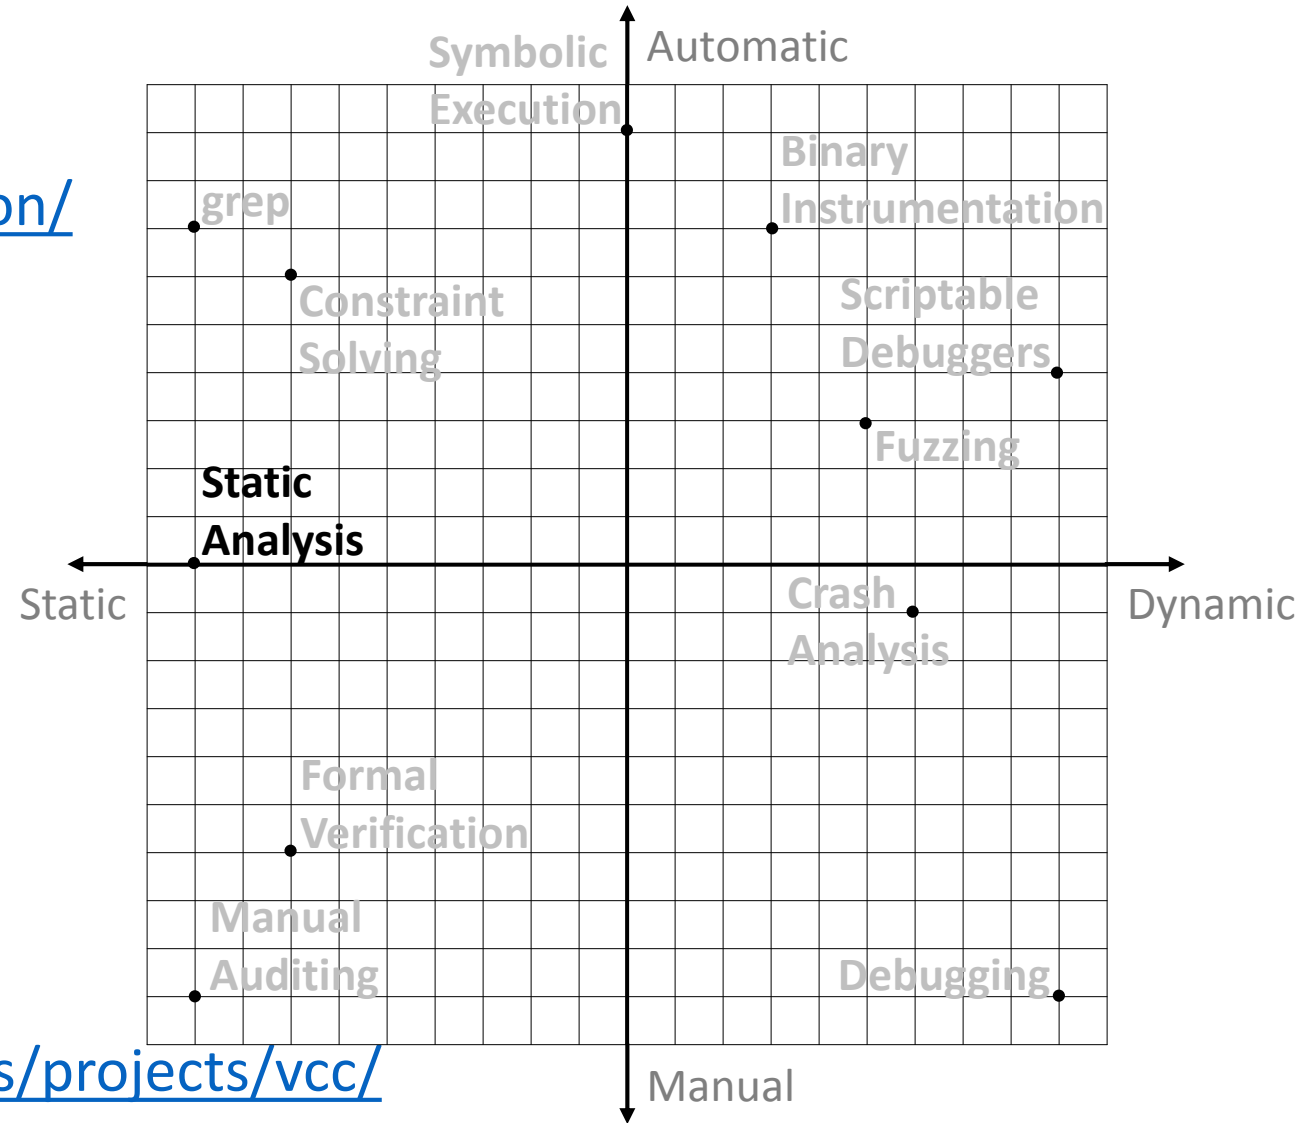 Symbolic
Execution
Automatic
Binary
Instrumentation
on/
grep
Constraint
Solving
Scriptable
Debuggers
Fuzzing
Static
Analysis
Static
Dynamic
Crash
Analysis
Formal
Verification
Manual
Auditing
Debugging
s/projects/vcc/
Manual